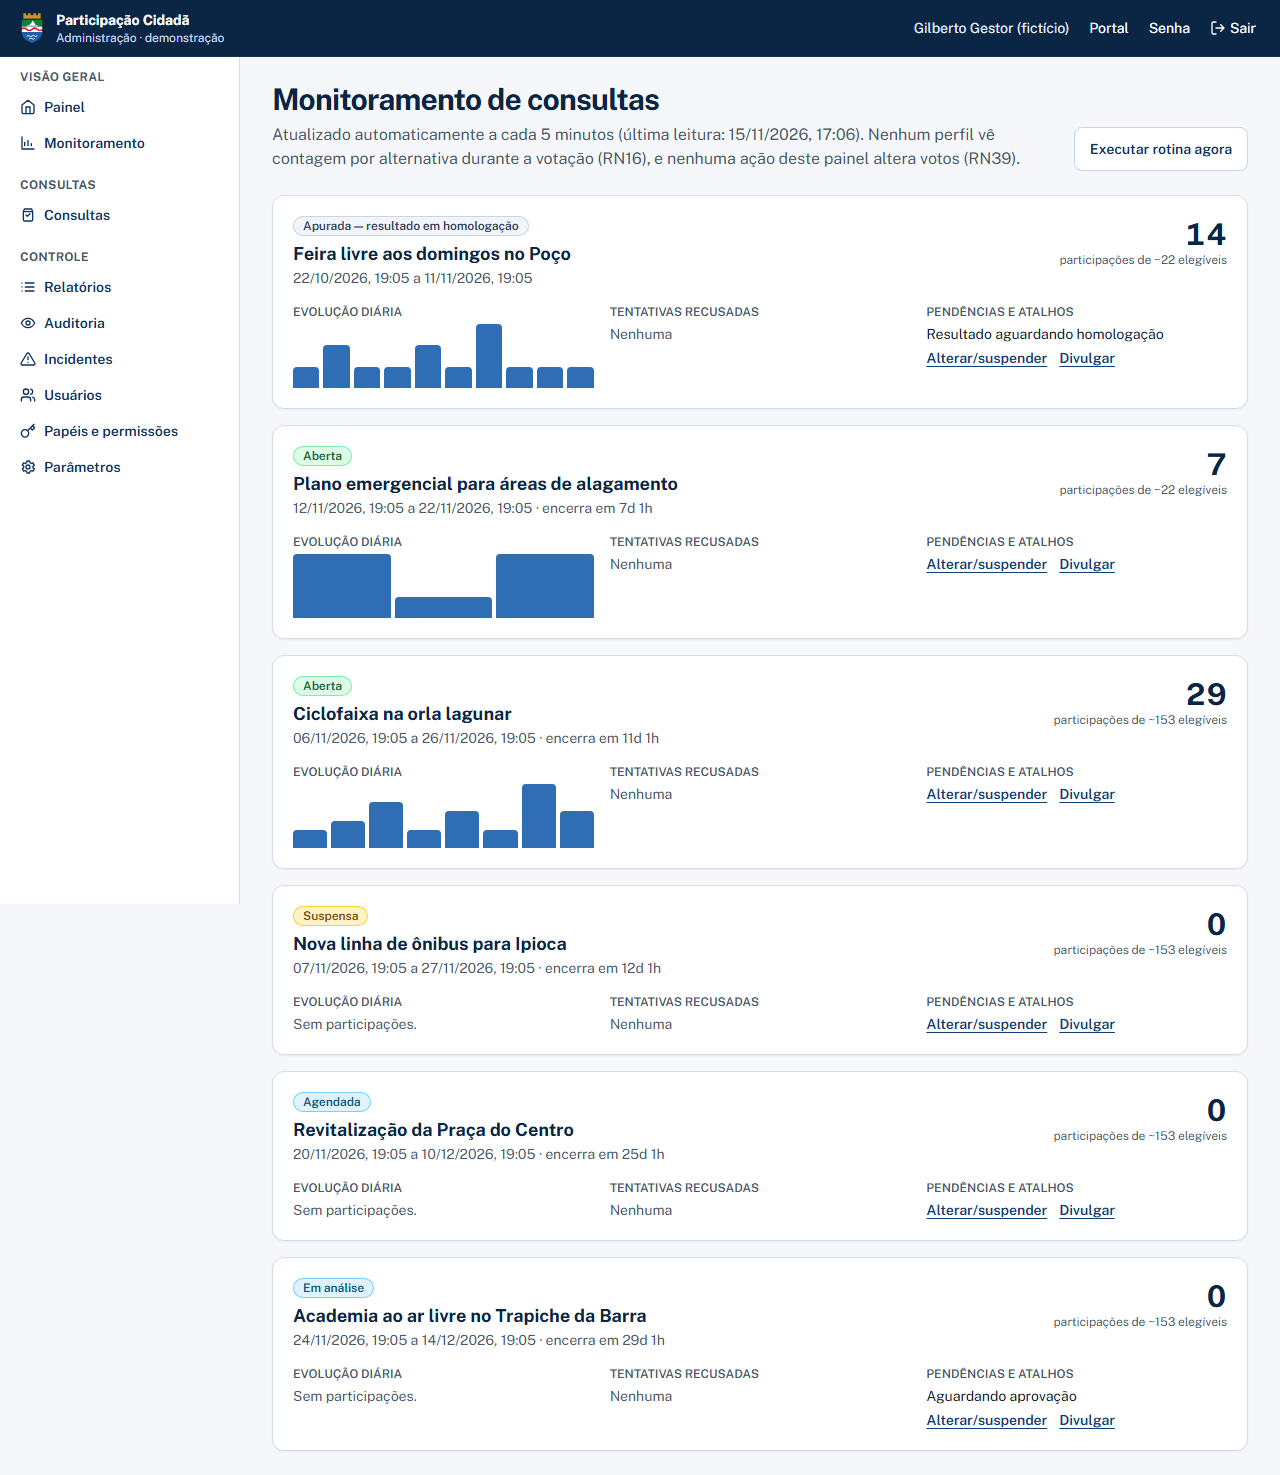 Participação Cidadã
Administração · demonstração
Gilberto Gestor (fictício)
Portal
Senha
Sair
VISÃO GERAL
Painel
Monitoramento
CONSULTAS
Consultas
CONTROLE
Relatórios
Auditoria
Incidentes
Usuários
Papéis e permissões
Parâmetros
Monitoramento de consultas
Atualizado automaticamente a cada 5 minutos (última leitura: 15/11/2026, 17:06). Nenhum perfil vê
contagem por alternativa durante a votação (RN16), e nenhuma ação deste painel altera votos (RN39).
Executar rotina agora
Apurada — resultado em homologação
Feira livre aos domingos no Poço
22/10/2026, 19:05 a 11/11/2026, 19:05
14
participações de ~22 elegíveis
EVOLUÇÃO DIÁRIA
TENTATIVAS RECUSADAS
Nenhuma
PENDÊNCIAS E ATALHOS
Resultado aguardando homologação
Alterar/suspender Divulgar
Aberta
Plano emergencial para áreas de alagamento
12/11/2026, 19:05 a 22/11/2026, 19:05 · encerra em 7d 1h
7
participações de ~22 elegíveis
EVOLUÇÃO DIÁRIA
TENTATIVAS RECUSADAS
Nenhuma
PENDÊNCIAS E ATALHOS
Alterar/suspender Divulgar
Aberta
Ciclofaixa na orla lagunar
06/11/2026, 19:05 a 26/11/2026, 19:05 · encerra em 11d 1h
29
participações de ~153 elegíveis
EVOLUÇÃO DIÁRIA
TENTATIVAS RECUSADAS
Nenhuma
PENDÊNCIAS E ATALHOS
Alterar/suspender Divulgar
Suspensa
Nova linha de ônibus para Ipioca
07/11/2026, 19:05 a 27/11/2026, 19:05 · encerra em 12d 1h
0
participações de ~153 elegíveis
EVOLUÇÃO DIÁRIA
Sem participações.
TENTATIVAS RECUSADAS
Nenhuma
PENDÊNCIAS E ATALHOS
Alterar/suspender Divulgar
Agendada
Revitalização da Praça do Centro
20/11/2026, 19:05 a 10/12/2026, 19:05 · encerra em 25d 1h
0
participações de ~153 elegíveis
EVOLUÇÃO DIÁRIA
Sem participações.
TENTATIVAS RECUSADAS
Nenhuma
PENDÊNCIAS E ATALHOS
Alterar/suspender Divulgar
Em análise
Academia ao ar livre no Trapiche da Barra
24/11/2026, 19:05 a 14/12/2026, 19:05 · encerra em 29d 1h
0
participações de ~153 elegíveis
EVOLUÇÃO DIÁRIA
Sem participações.
TENTATIVAS RECUSADAS
Nenhuma
PENDÊNCIAS E ATALHOS
Aguardando aprovação
Alterar/suspender Divulgar